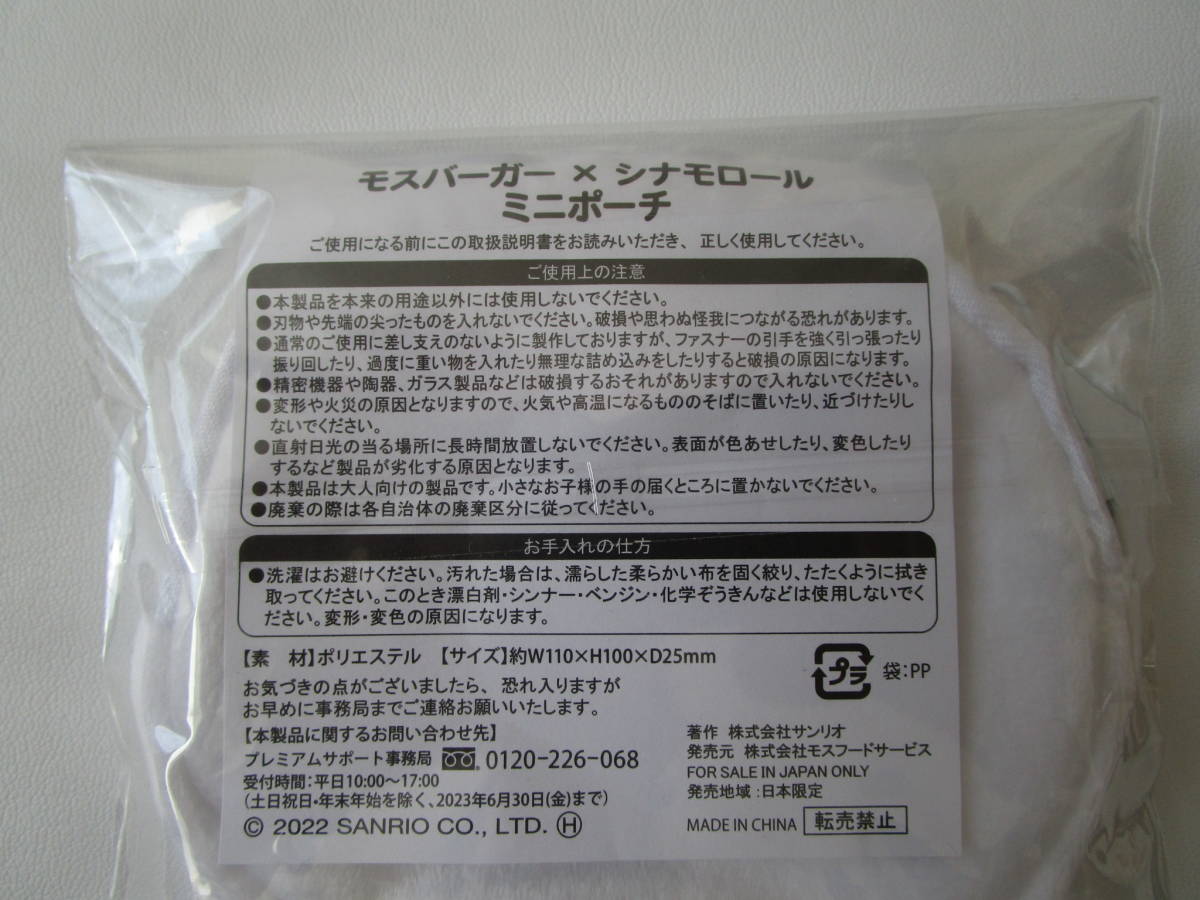 モスバーガー × シナモロール
ミニポーチ
ご使用になる前にこの取扱説明書をお読みいただき、正しく使用してください。
ご使用上の注意
●本製品を本来の用途以外には使用しないでください。
●刃物や先端の尖ったものを入れないでください。破損や思わぬ怪我につながる恐れがあります。
●通常のご使用に差し支えのないように製作しておりますが、ファスナーの引手を強く引っ張ったり
振り回したり、過度に重い物を入れたり無理な詰め込みをしたりすると破損の原因になります。
●精密機器や陶器、ガラス製品などは破損するおそれがありますので入れないでください。
●変形や火災の原因となりますので、火気や高温になるもののそばに置いたり、近づけたりし
ないでください。
●直射日光の当る場所に長時間放置しないでください。表面が色あせしたり、変色したり
するなど製品が劣化する原因となります。
●本製品は大人向けの製品です。小さなお子様の手の届くところに置かないでください。
●廃棄の際は各自治体の廃棄区分に従ってください。
お手入れの仕方
●洗濯はお避けください。汚れた場合は、濡らした柔らかい布を固く絞り、たたくように拭き
取ってください。このとき漂白剤・シンナー・ベンジン・化学ぞうきんなどは使用しないでく
ださい。変形・変色の原因になります。
【素 材】ポリエステル 【サイズ】約W110×H100×D25mm
プラ 袋:PP
お気づきの点がございましたら、恐れ入りますが
お早めに事務局までご連絡お願いいたします。
【本製品に関するお問い合わせ先】
プレミアムサポート事務局 0120-226-068
受付時間:平日10:00〜17:00
(土日祝日・年末年始を除く、2023年6月30日(金)まで)
© 2022 SANRIO CO., LTD. Ⓗ
著作 株式会社サンリオ
発売元 株式会社モスフードサービス
FOR SALE IN JAPAN ONLY
発売地域:日本限定
MADE IN CHINA 転売禁止